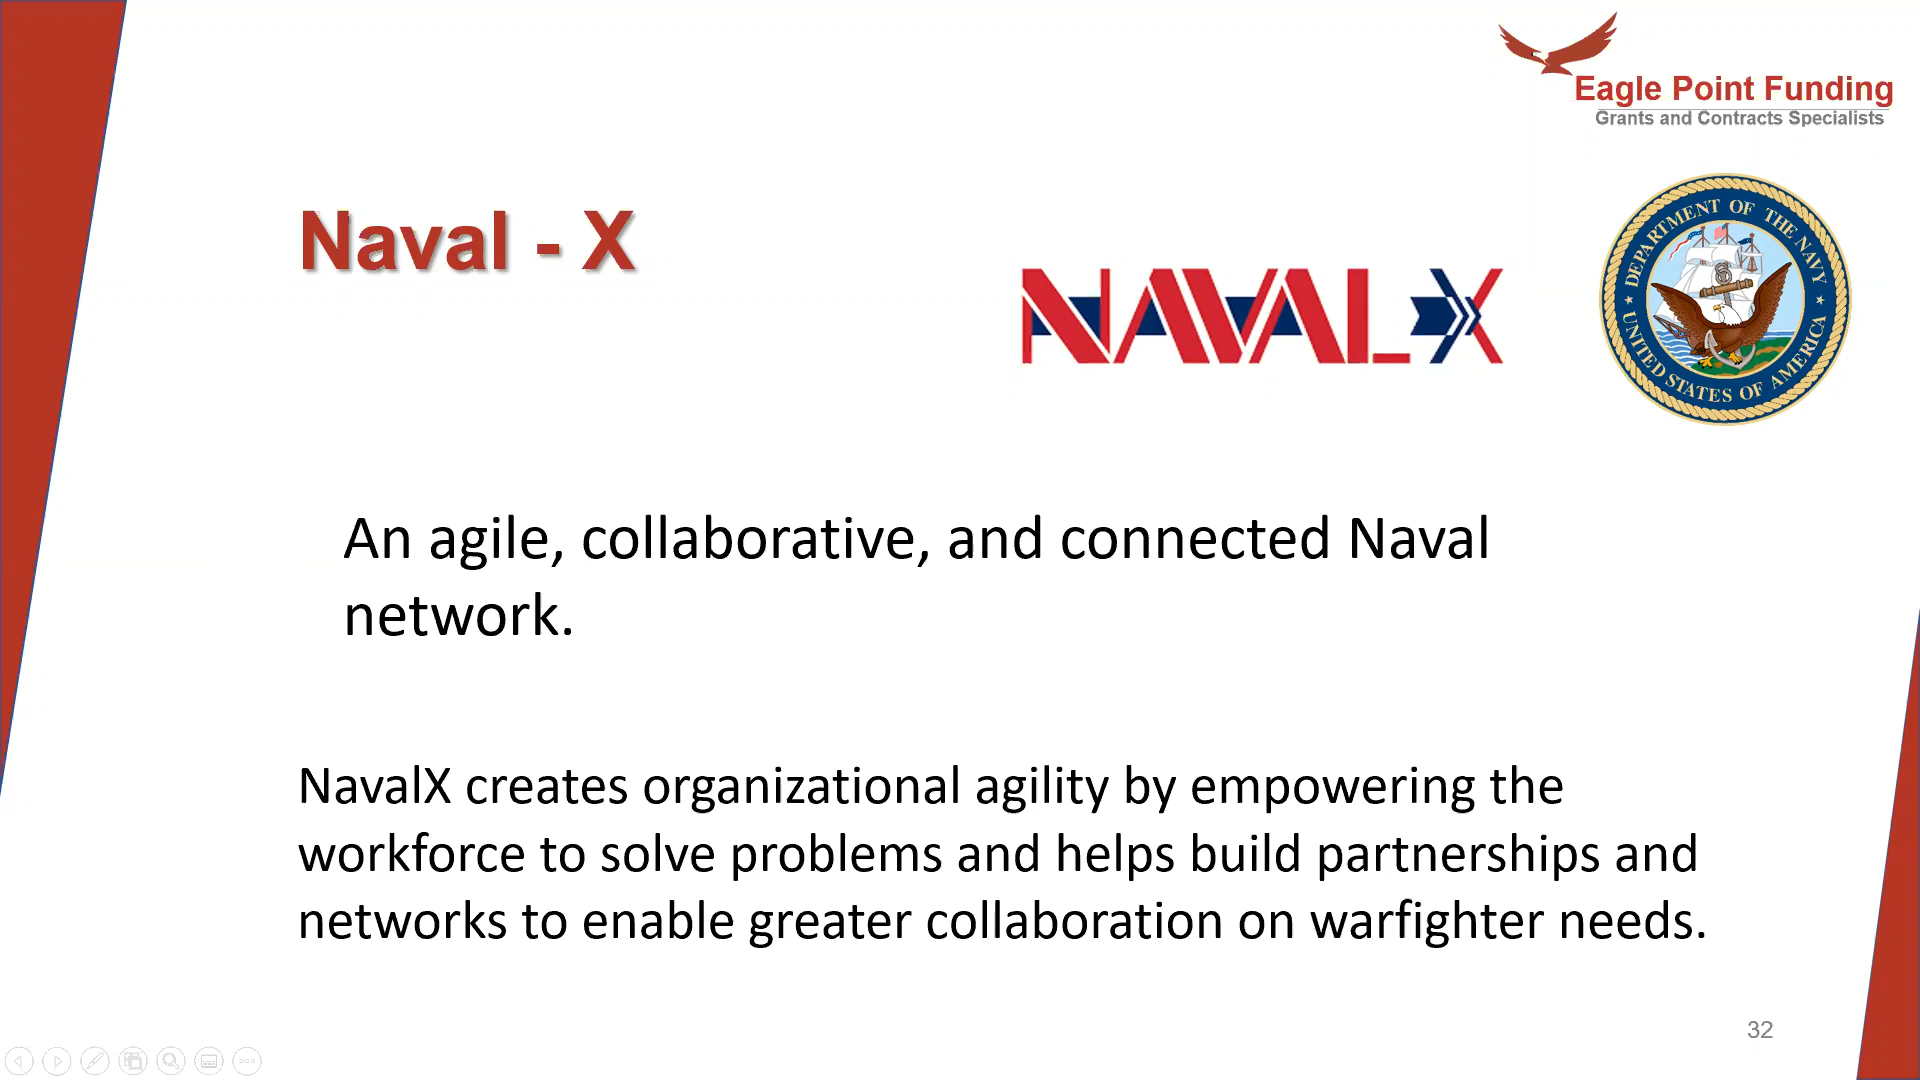 Eagle Point Funding
Grants and Contracts Specialists
Naval - X
NAVAL X
DEPARTMENT OF THE NAVY
UNITED STATES OF AMERICA
An agile, collaborative, and connected Naval
network.
NavalX creates organizational agility by empowering the
workforce to solve problems and helps build partnerships and
networks to enable greater collaboration on warfighter needs.
32